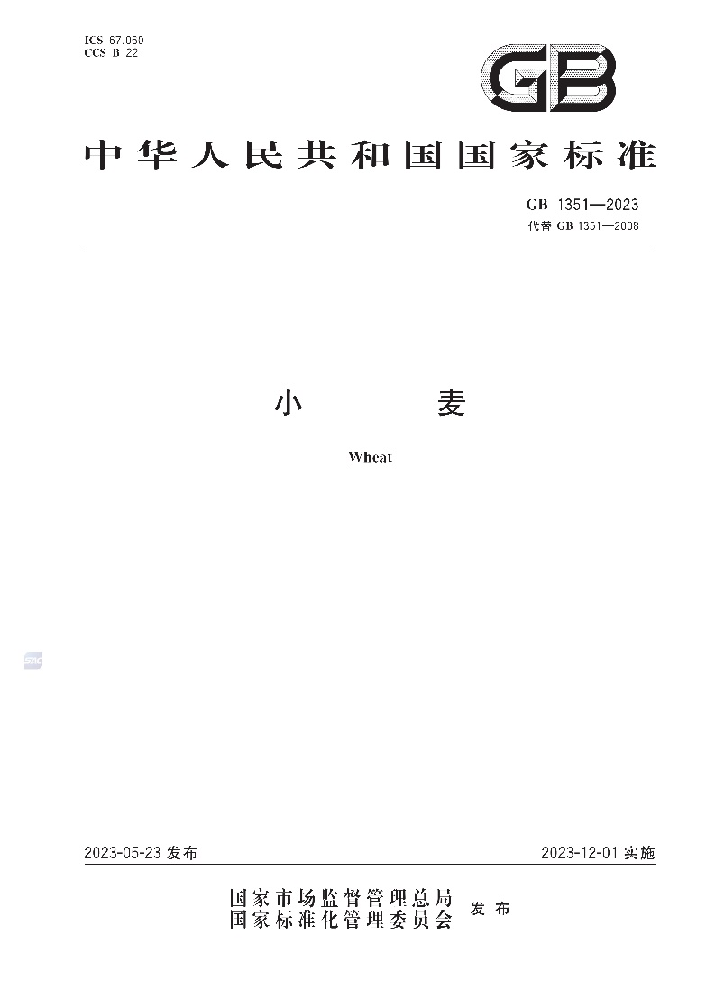 ICS 67.060
CCS B 22
GB
中华人民共和国国家标准
GB 1351—2023
代替 GB 1351—2008
小 麦
Wheat
SAC
2023-05-23 发布
2023-12-01 实施
国家市场监督管理总局
国家标准化管理委员会
发布